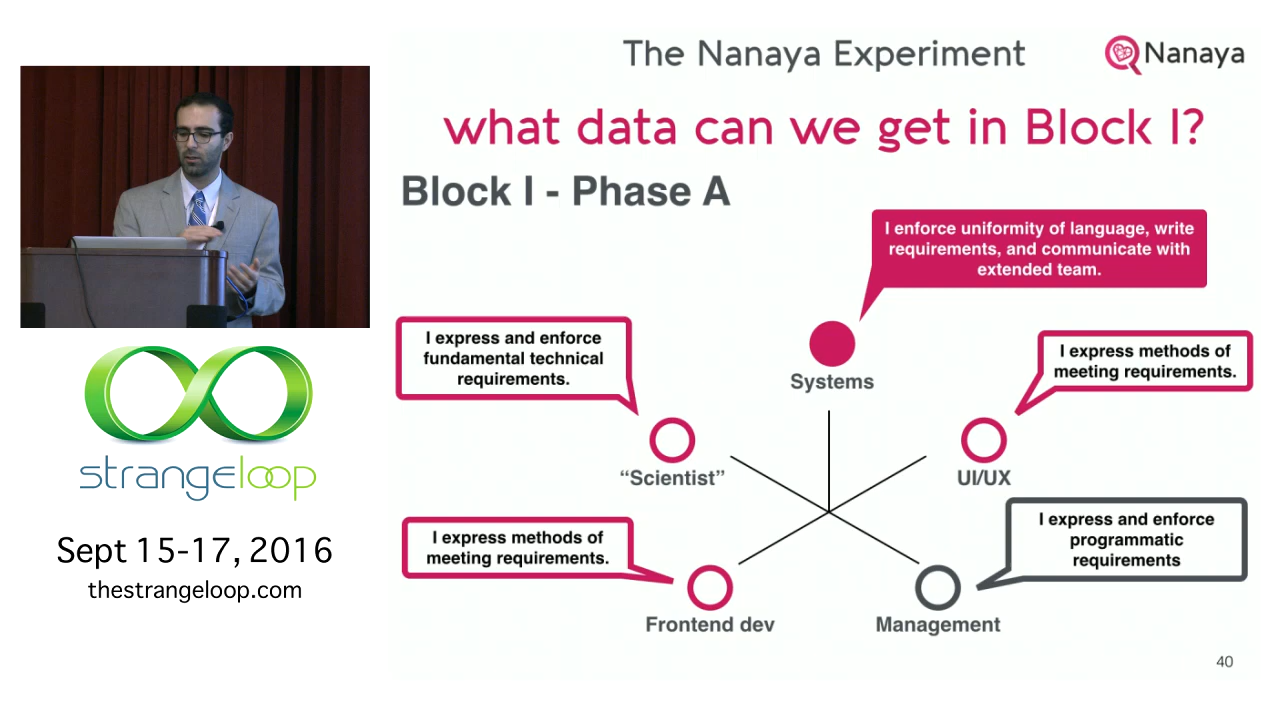 The Nanaya Experiment
Nanaya
what data can we get in Block I?
Block I - Phase A
I enforce uniformity of language, write
requirements, and communicate with
extended team.
I express and enforce
fundamental technical
requirements.
I express methods of
meeting requirements.
Systems
“Scientist”
UI/UX
I express methods of
meeting requirements.
I express and enforce
programmatic
requirements
Frontend dev
Management
40
strangeloop
Sept 15-17, 2016
thestrangeloop.com